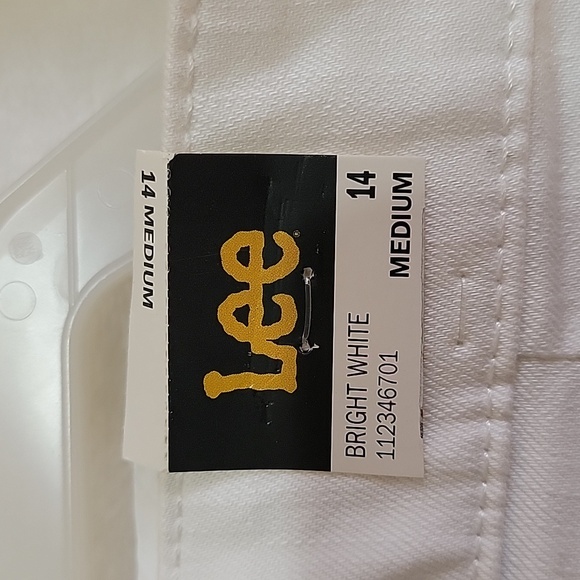 14 MEDIUM
Lee®
BRIGHT WHITE 14
112346701 MEDIUM